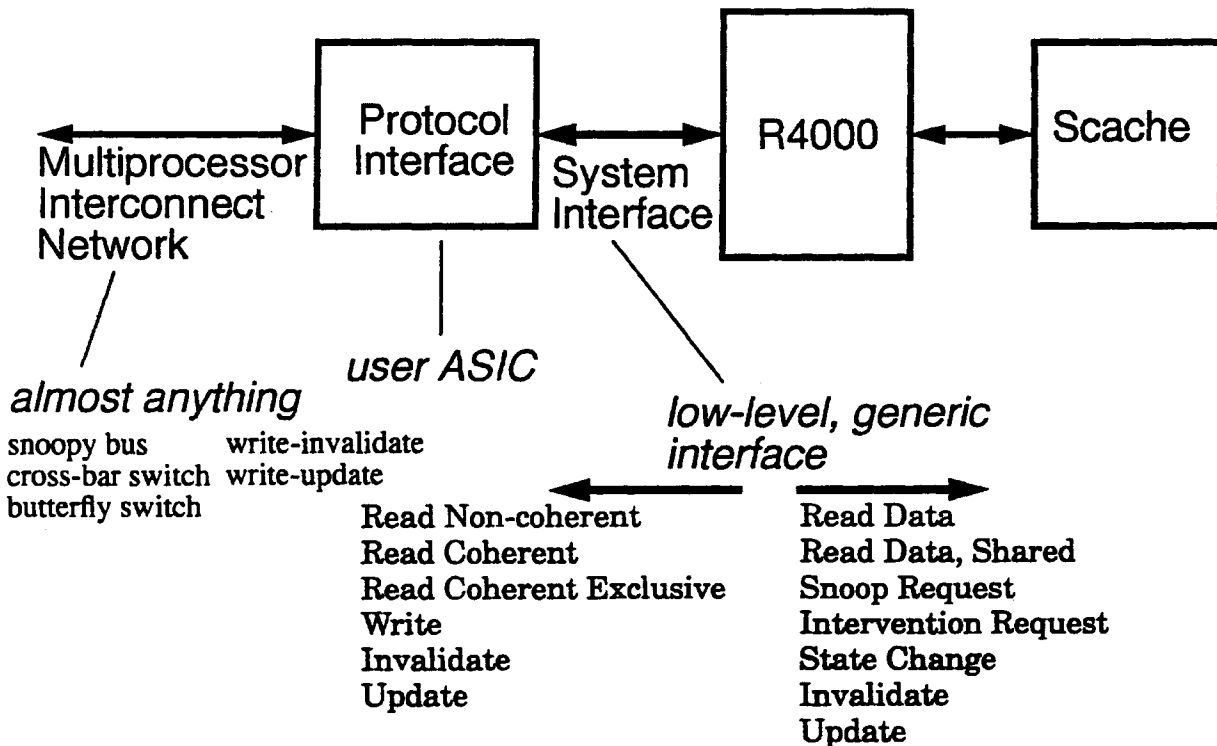 Protocol
Interface
R4000
Scache
Multiprocessor
Interconnect
Network
System
Interface
user ASIC
almost anything
snoopy bus
cross-bar switch
butterfly switch
write-invalidate
write-update
low-level, generic
interface
Read Non-coherent
Read Coherent
Read Coherent Exclusive
Write
Invalidate
Update
Read Data
Read Data, Shared
Snoop Request
Intervention Request
State Change
Invalidate
Update